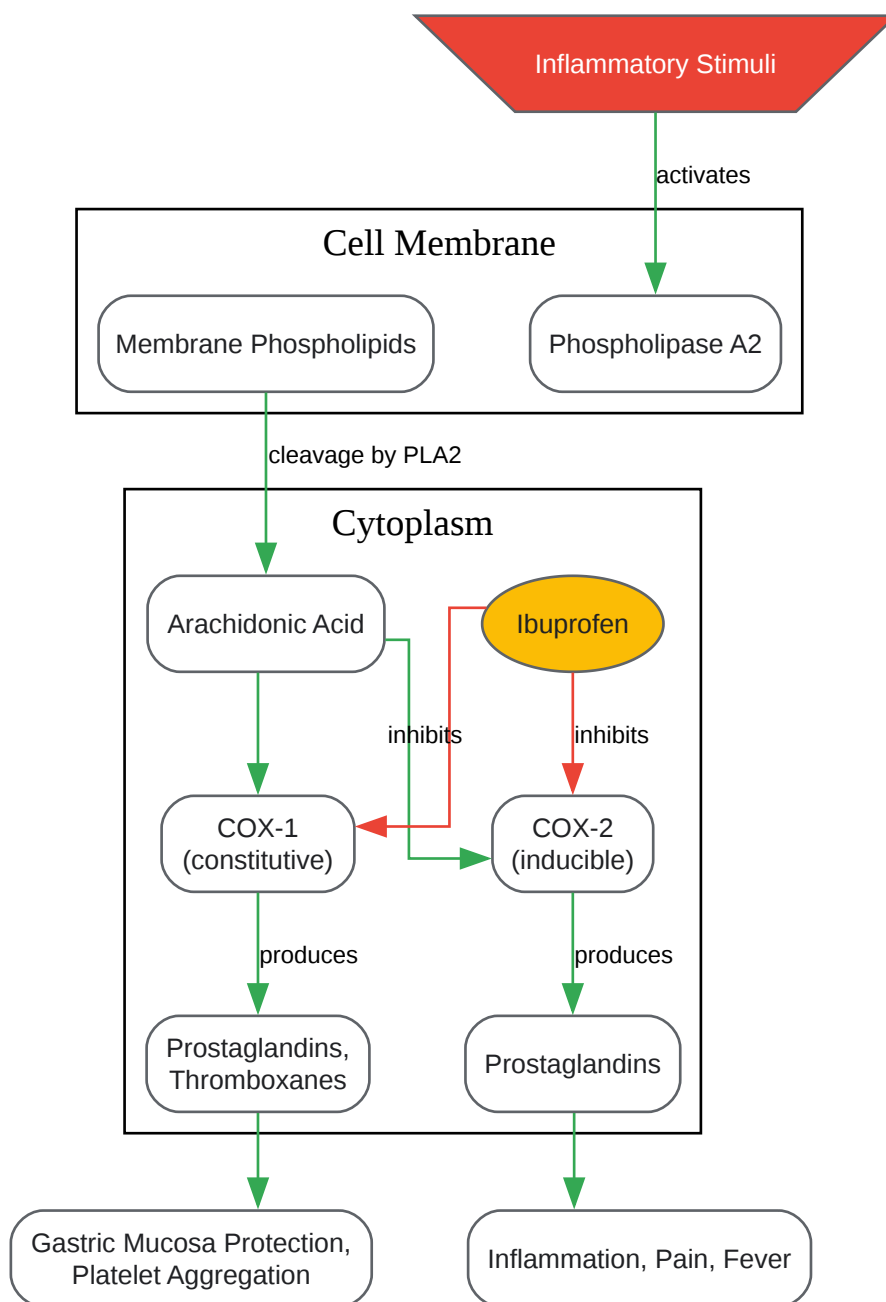 Inflammatory Stimuli
activates
Cell Membrane
Membrane Phospholipids
Phospholipase A2
cleavage by PLA2
Cytoplasm
Arachidonic Acid
Ibuprofen
inhibits
inhibits
COX-1
(constitutive)
COX-2
(inducible)
produces
produces
Prostaglandins,
Thromboxanes
Prostaglandins
Gastric Mucosa Protection,
Platelet Aggregation
Inflammation, Pain, Fever